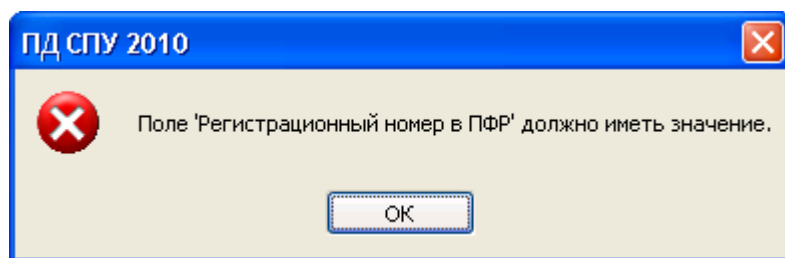 ПД СПУ 2010
Поле 'Регистрационный номер в ПФР' должно иметь значение.
OK